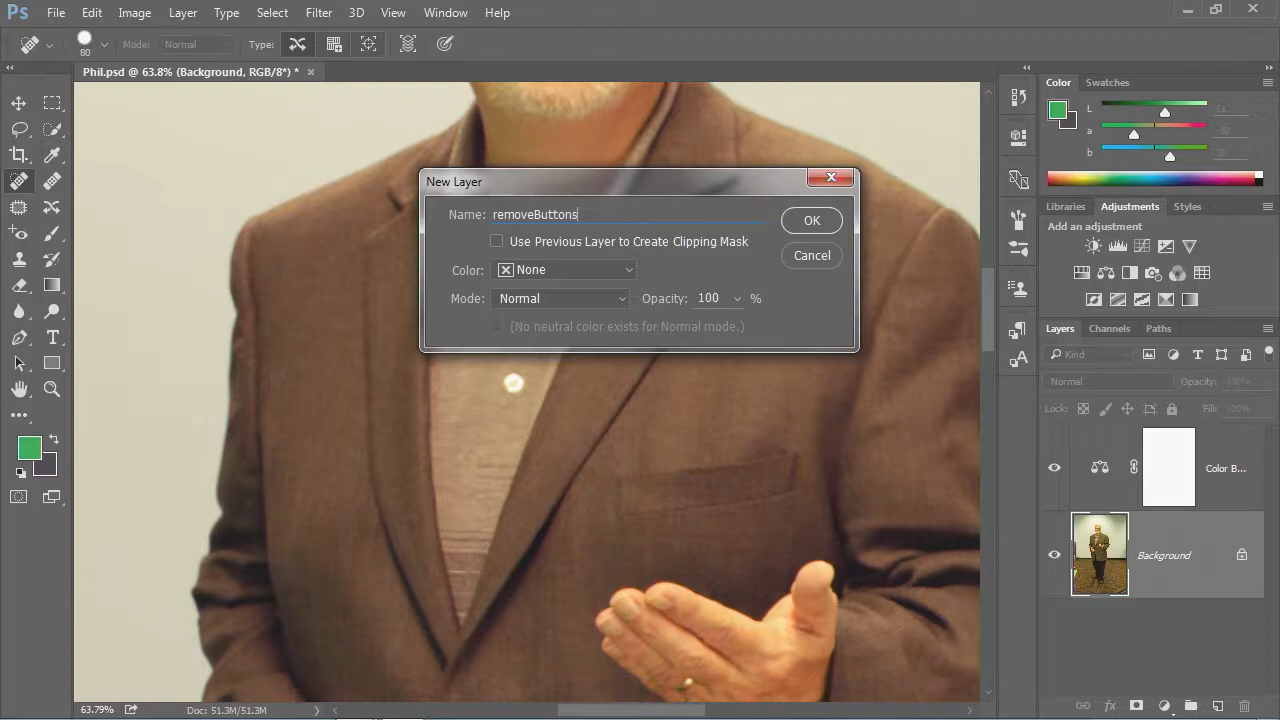 Ps File Edit Image Layer Type Select Filter 3D View Window Help
80 Mode: Normal Type:
Phil.psd @ 63.8% (Background, RGB/8*) *
Color Swatches
L
a
b
New Layer
Name: removeButtons OK
Use Previous Layer to Create Clipping Mask
Color: None Cancel
Mode: Normal Opacity: 100 %
(No neutral color exists for Normal mode.)
Libraries Adjustments Styles
Add an adjustment
Layers Channels Paths
Kind
Normal Opacity: 100%
Lock: Fill: 100%
Color B...
Background
63.79% Doc: 51.3M/51.3M